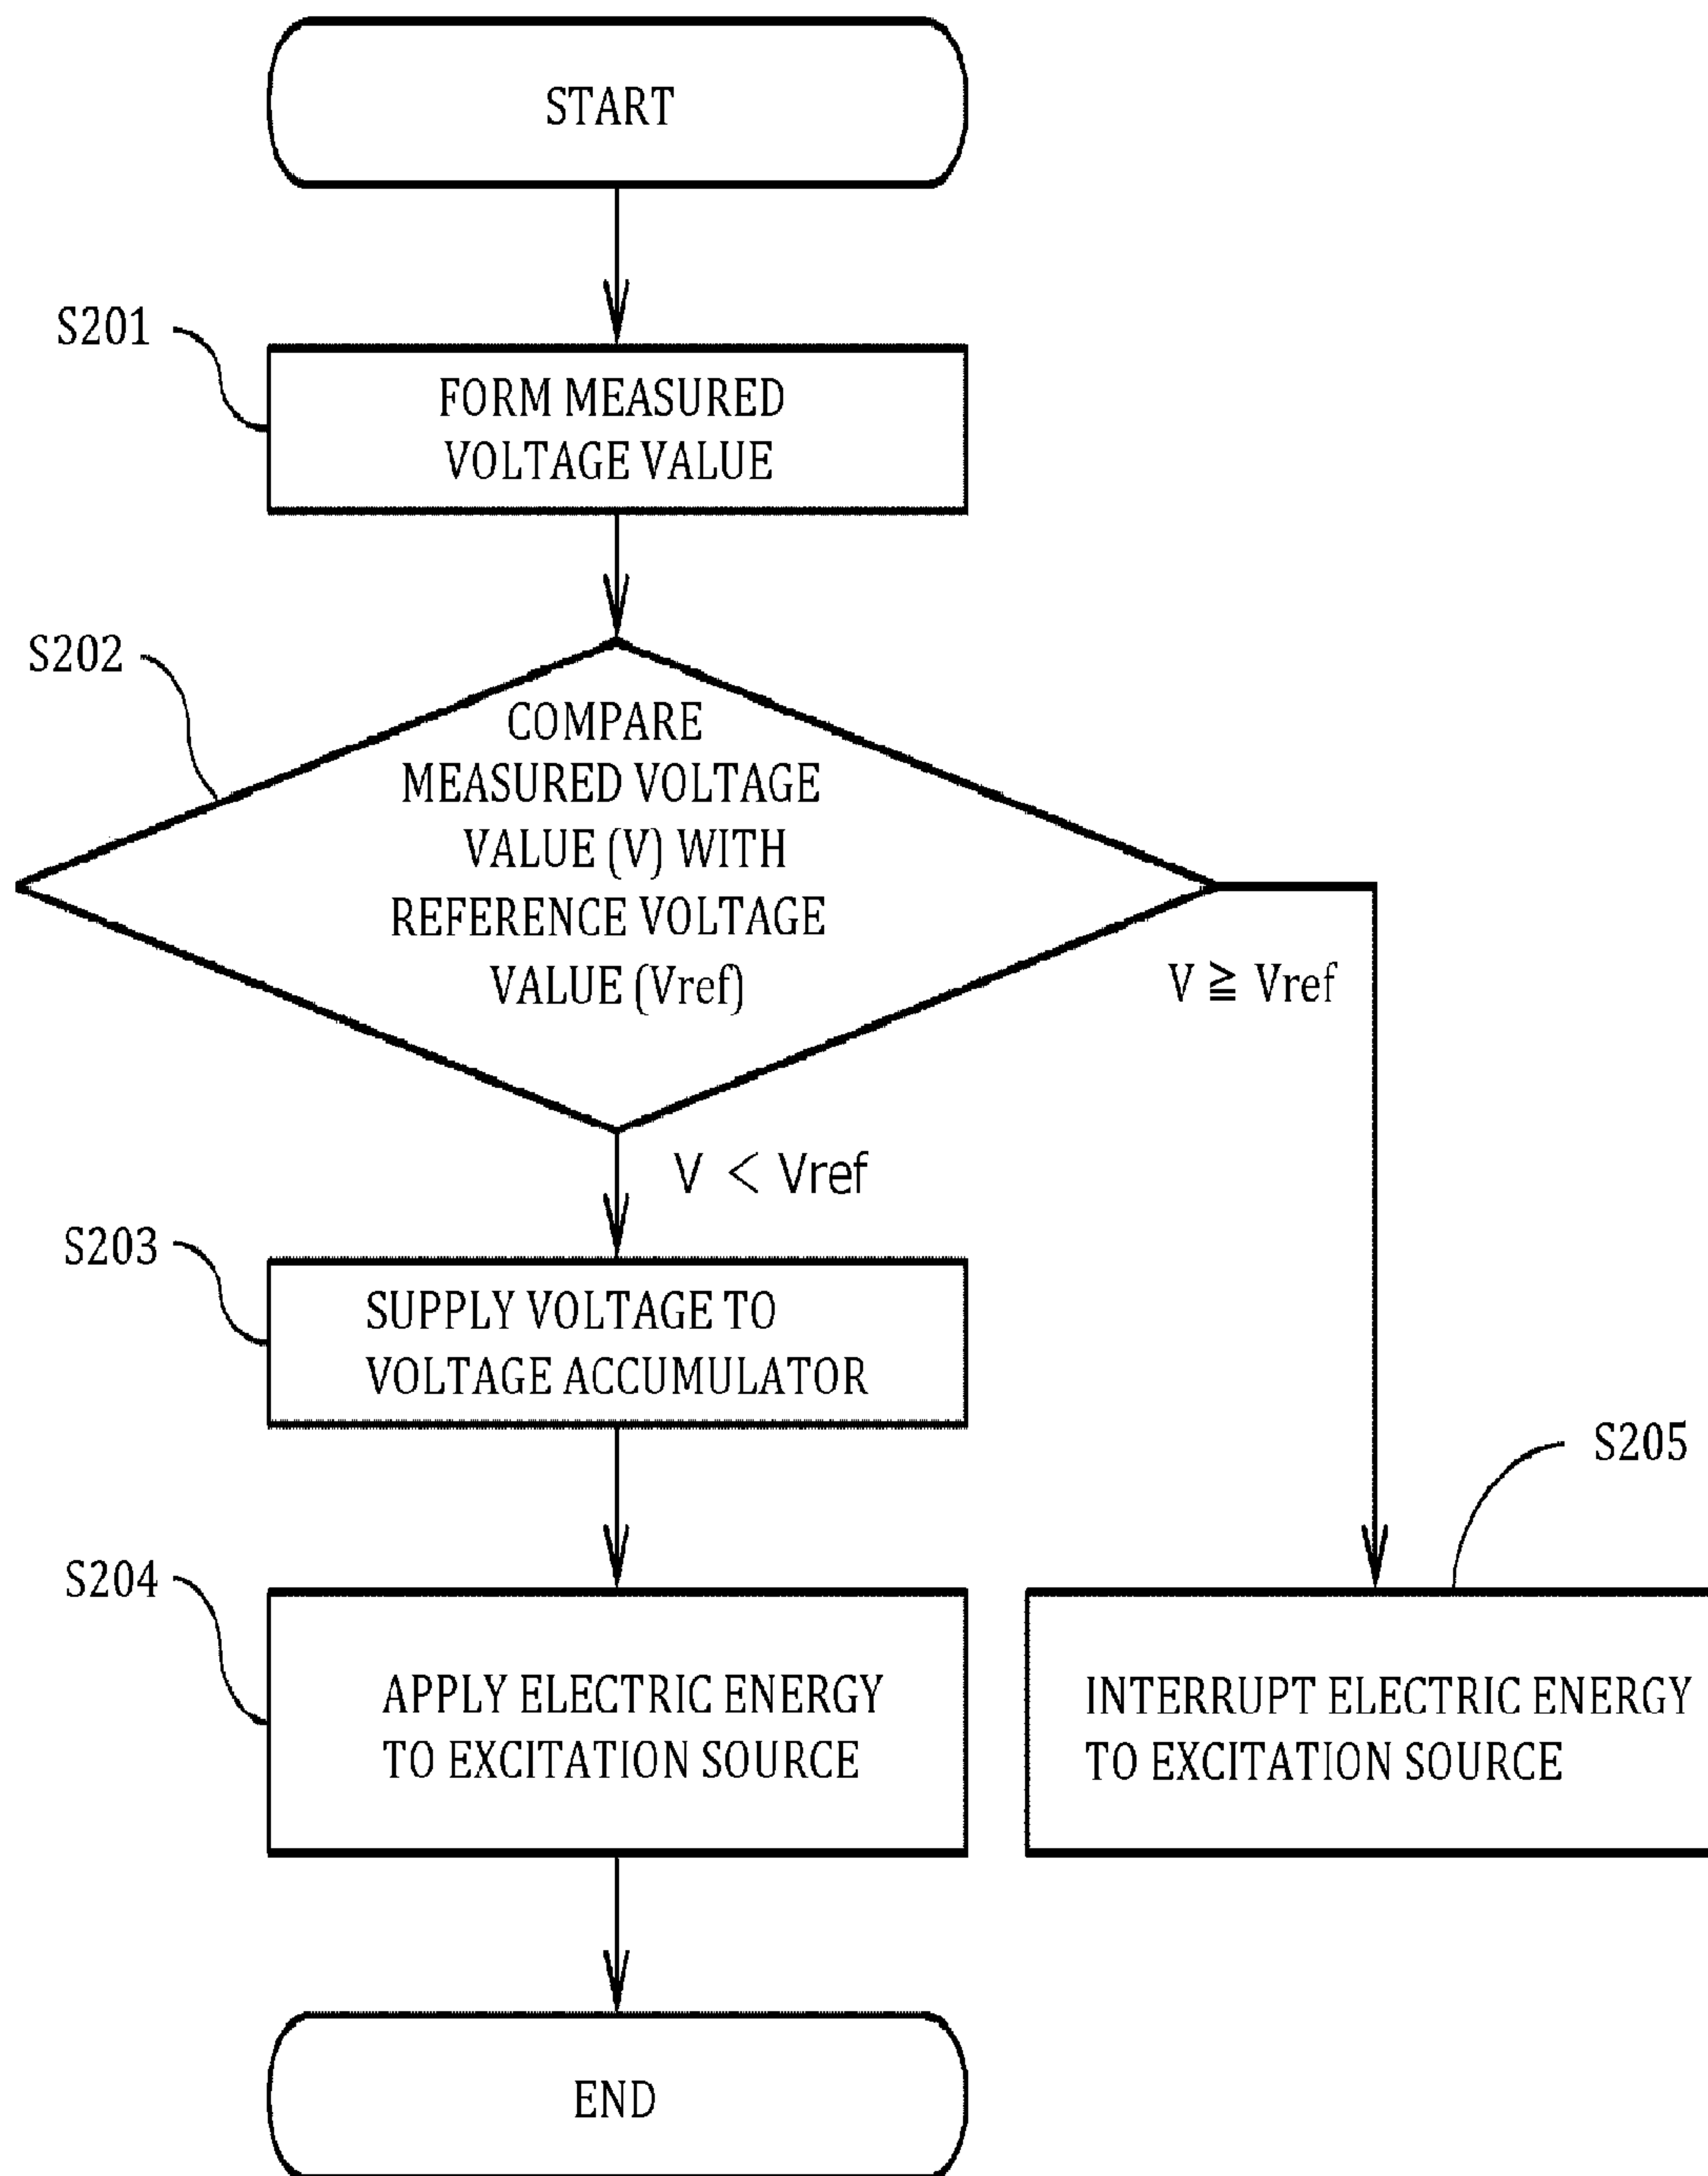 START
S201
FORM MEASURED
VOLTAGE VALUE
S202
COMPARE
MEASURED VOLTAGE
VALUE (V) WITH
REFERENCE VOLTAGE
VALUE (Vref)
V ≧ Vref
V < Vref
S203
SUPPLY VOLTAGE TO
VOLTAGE ACCUMULATOR
S204
APPLY ELECTRIC ENERGY
TO EXCITATION SOURCE
S205
INTERRUPT ELECTRIC ENERGY
TO EXCITATION SOURCE
END